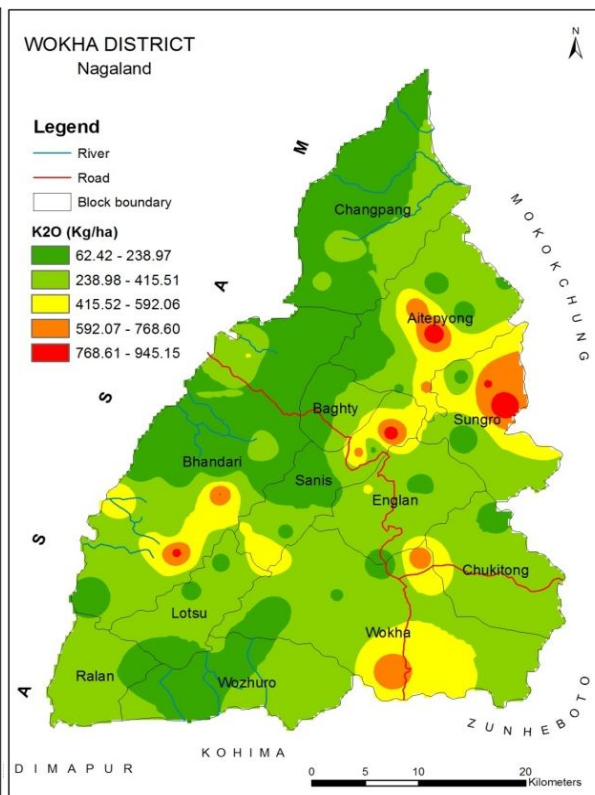 WOKHA DISTRICT
Nagaland
N
Legend
River
Road
Block boundary
K2O (Kg/ha)
62.42 - 238.97
238.98 - 415.51
415.52 - 592.06
592.07 - 768.60
768.61 - 945.15
A S S A M
MOKOKCHUNG
Changpang
Aitepyong
Baghty
Sungro
Bhandari
Sanis
Englan
Chukitong
Lotsu
Wokha
Ralan
Wozhuro
ZUNHEBOTO
KOHIMA
DIMAPUR
0 5 10 20
Kilometers